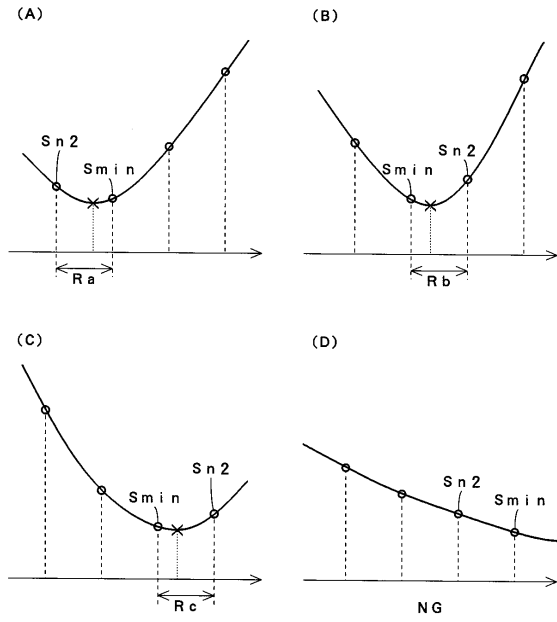 (A)
Sn2
Smin
Ra
(B)
Smin
Sn2
Rb
(C)
Smin
Sn2
Rc
(D)
Sn2
Smin
NG